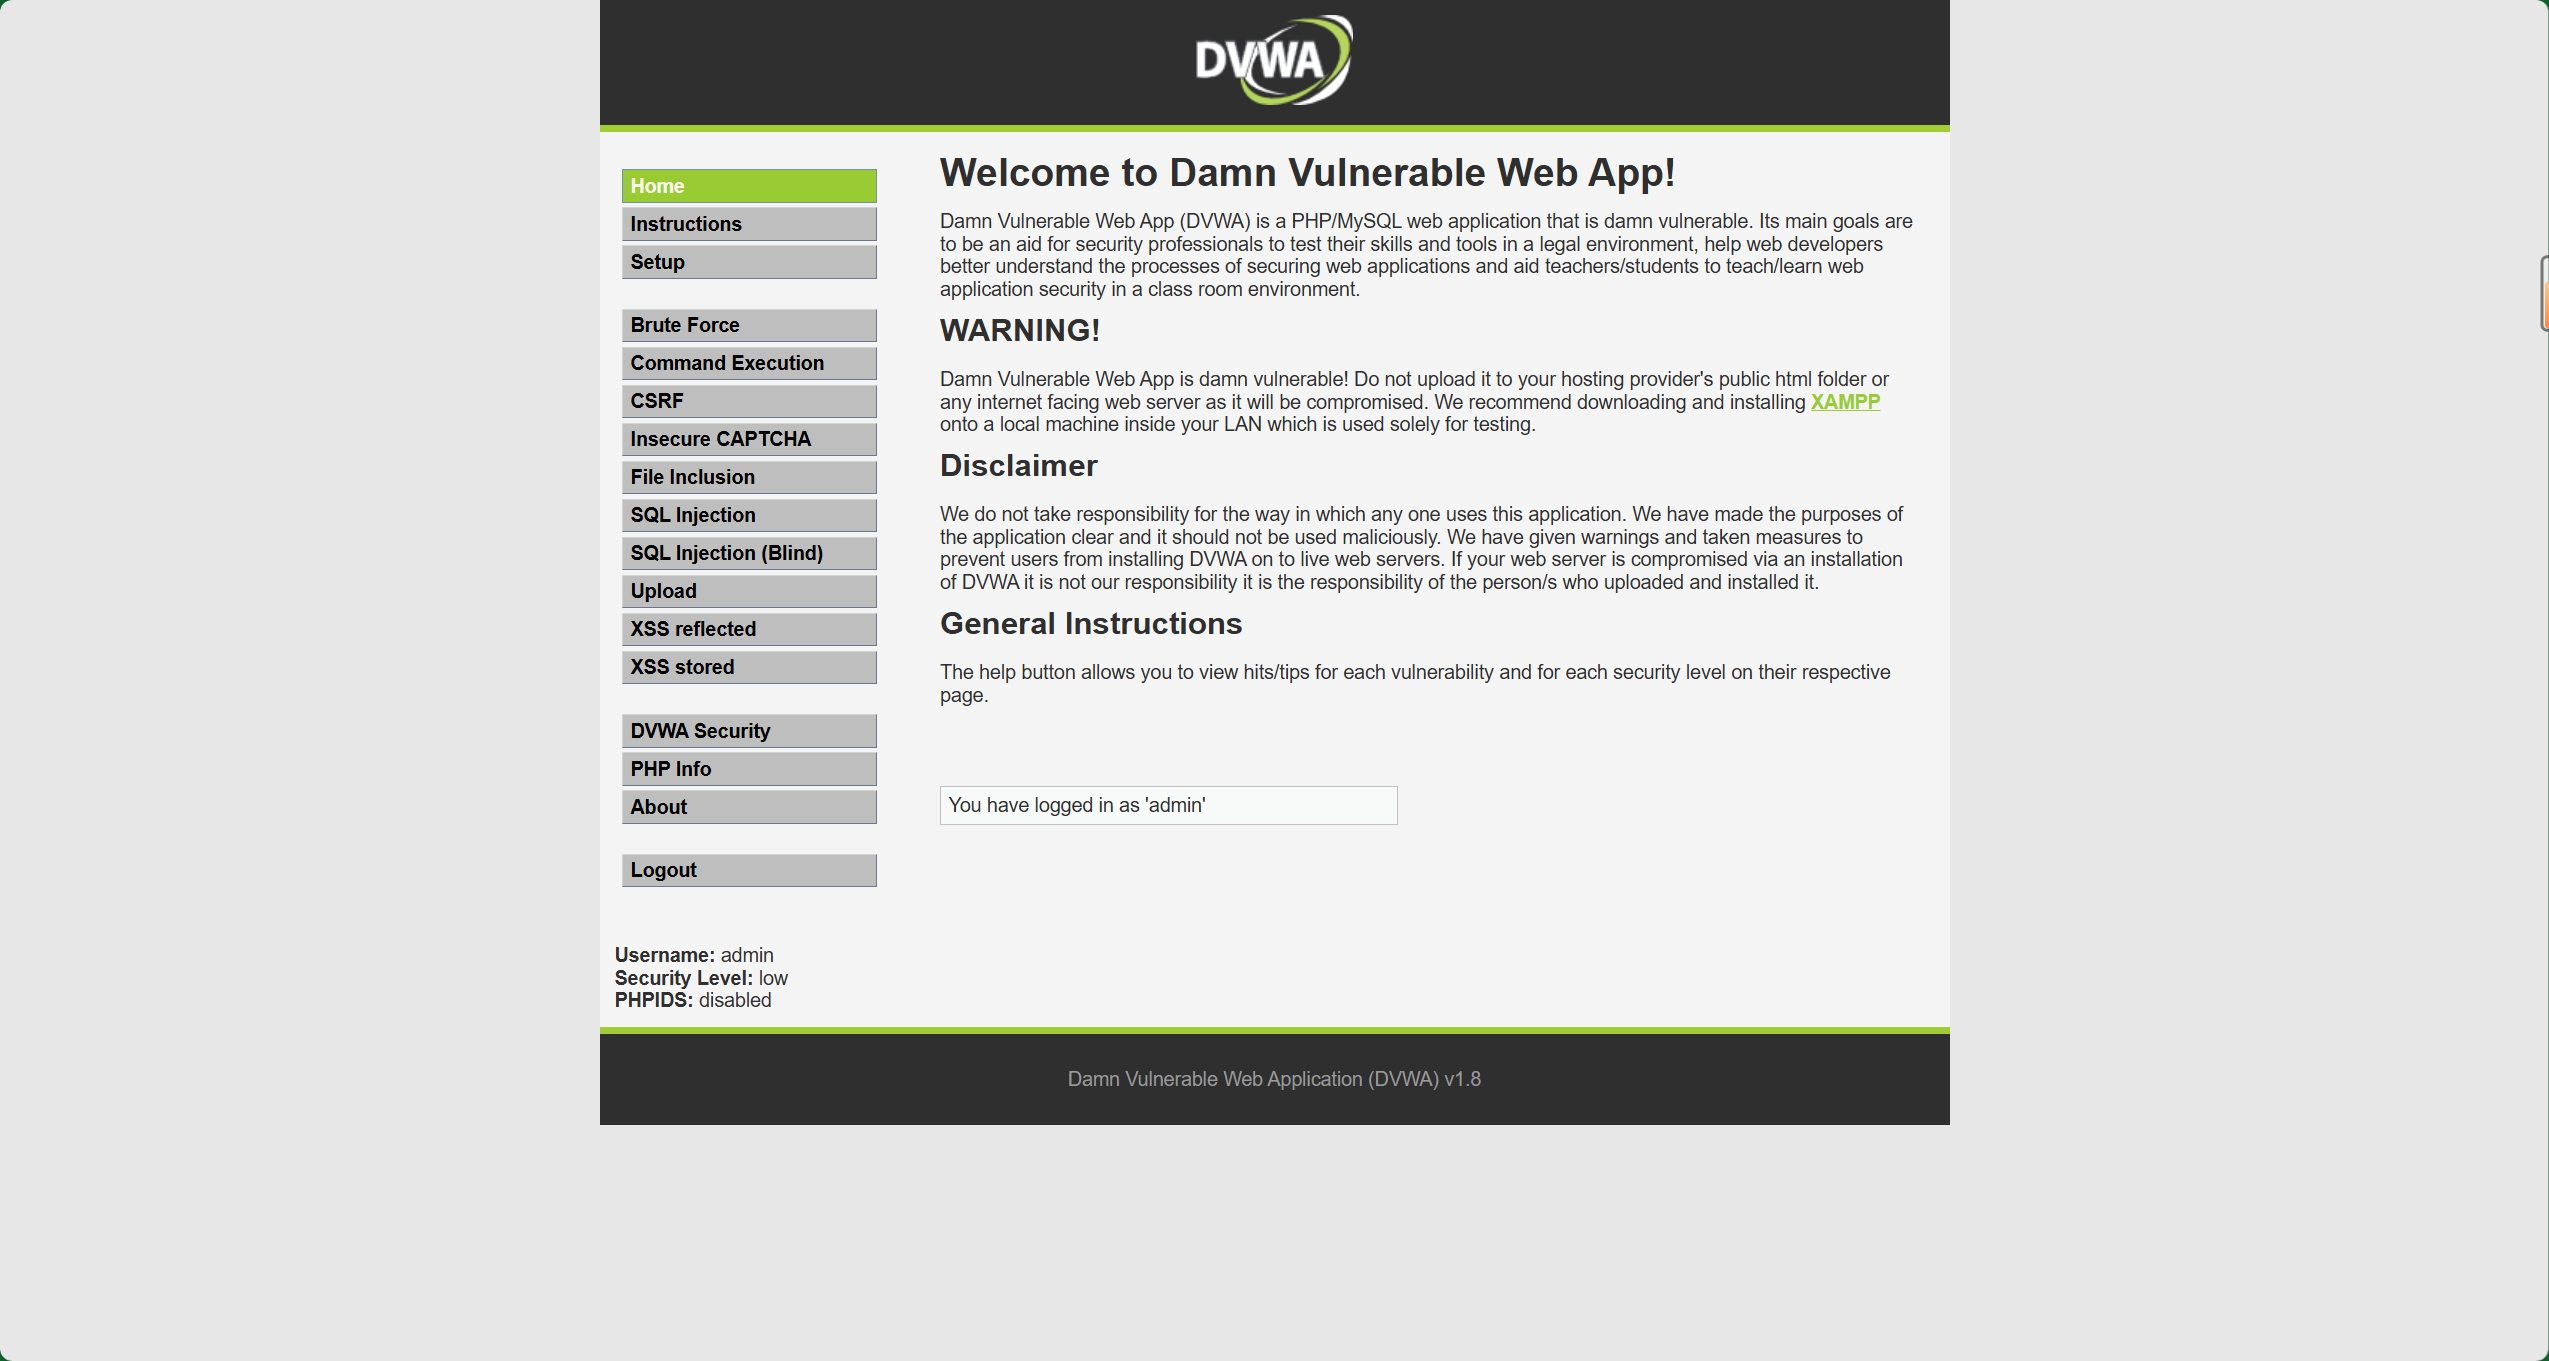 DVWA
Home
Instructions
Setup
Brute Force
Command Execution
CSRF
Insecure CAPTCHA
File Inclusion
SQL Injection
SQL Injection (Blind)
Upload
XSS reflected
XSS stored
DVWA Security
PHP Info
About
Logout
Username: admin
Security Level: low
PHPIDS: disabled
Welcome to Damn Vulnerable Web App!
Damn Vulnerable Web App (DVWA) is a PHP/MySQL web application that is damn vulnerable. Its main goals are
to be an aid for security professionals to test their skills and tools in a legal environment, help web developers
better understand the processes of securing web applications and aid teachers/students to teach/learn web
application security in a class room environment.
WARNING!
Damn Vulnerable Web App is damn vulnerable! Do not upload it to your hosting provider's public html folder or
any internet facing web server as it will be compromised. We recommend downloading and installing XAMPP
onto a local machine inside your LAN which is used solely for testing.
Disclaimer
We do not take responsibility for the way in which any one uses this application. We have made the purposes of
the application clear and it should not be used maliciously. We have given warnings and taken measures to
prevent users from installing DVWA on to live web servers. If your web server is compromised via an installation
of DVWA it is not our responsibility it is the responsibility of the person/s who uploaded and installed it.
General Instructions
The help button allows you to view hits/tips for each vulnerability and for each security level on their respective
page.
You have logged in as 'admin'
Damn Vulnerable Web Application (DVWA) v1.8